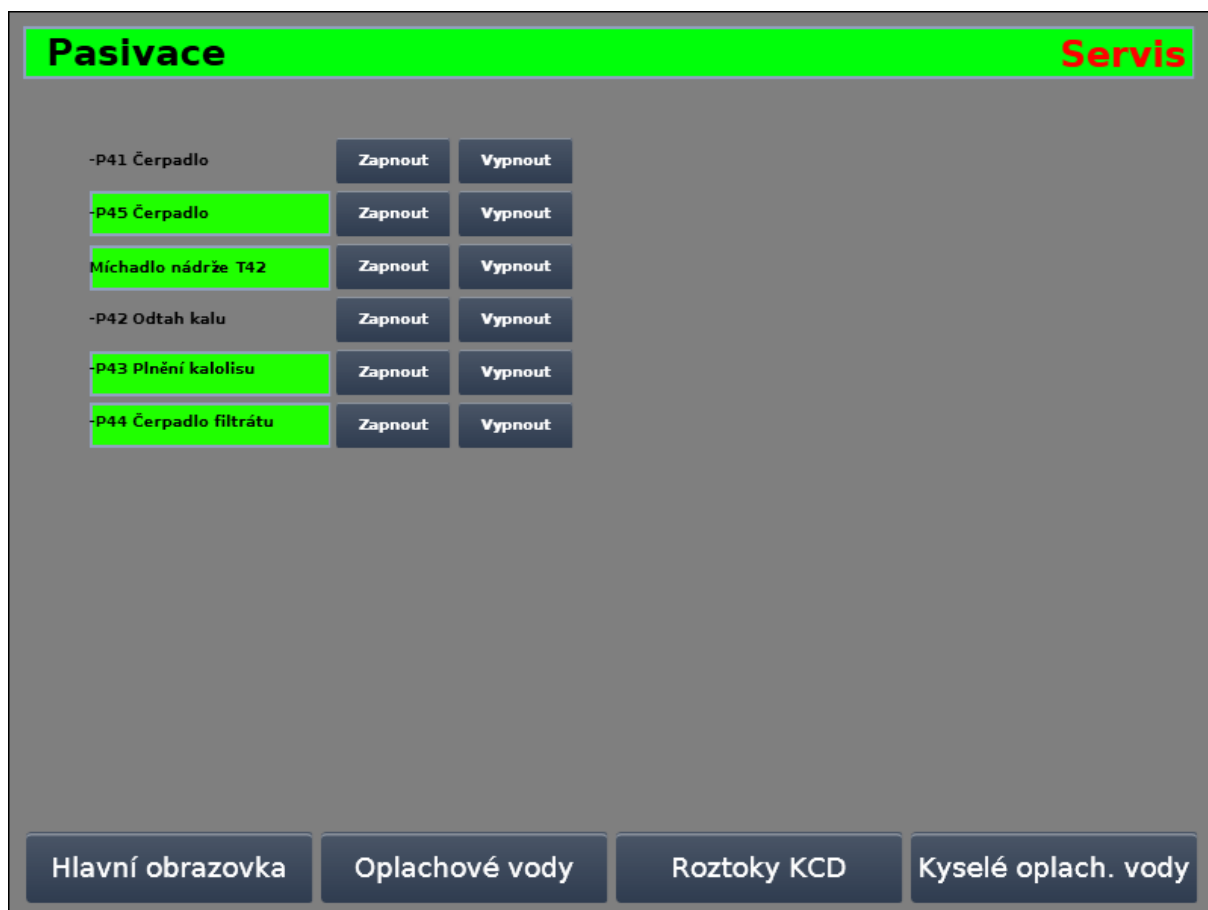 Pasivace Servis
-P41 Čerpadlo Zapnout Vypnout
-P45 Čerpadlo Zapnout Vypnout
Míchadlo nádrže T42 Zapnout Vypnout
-P42 Odtah kalu Zapnout Vypnout
-P43 Plnění kalolisu Zapnout Vypnout
-P44 Čerpadlo filtrátu Zapnout Vypnout
Hlavní obrazovka Oplachové vody Roztoky KCD Kyselé oplach. vody